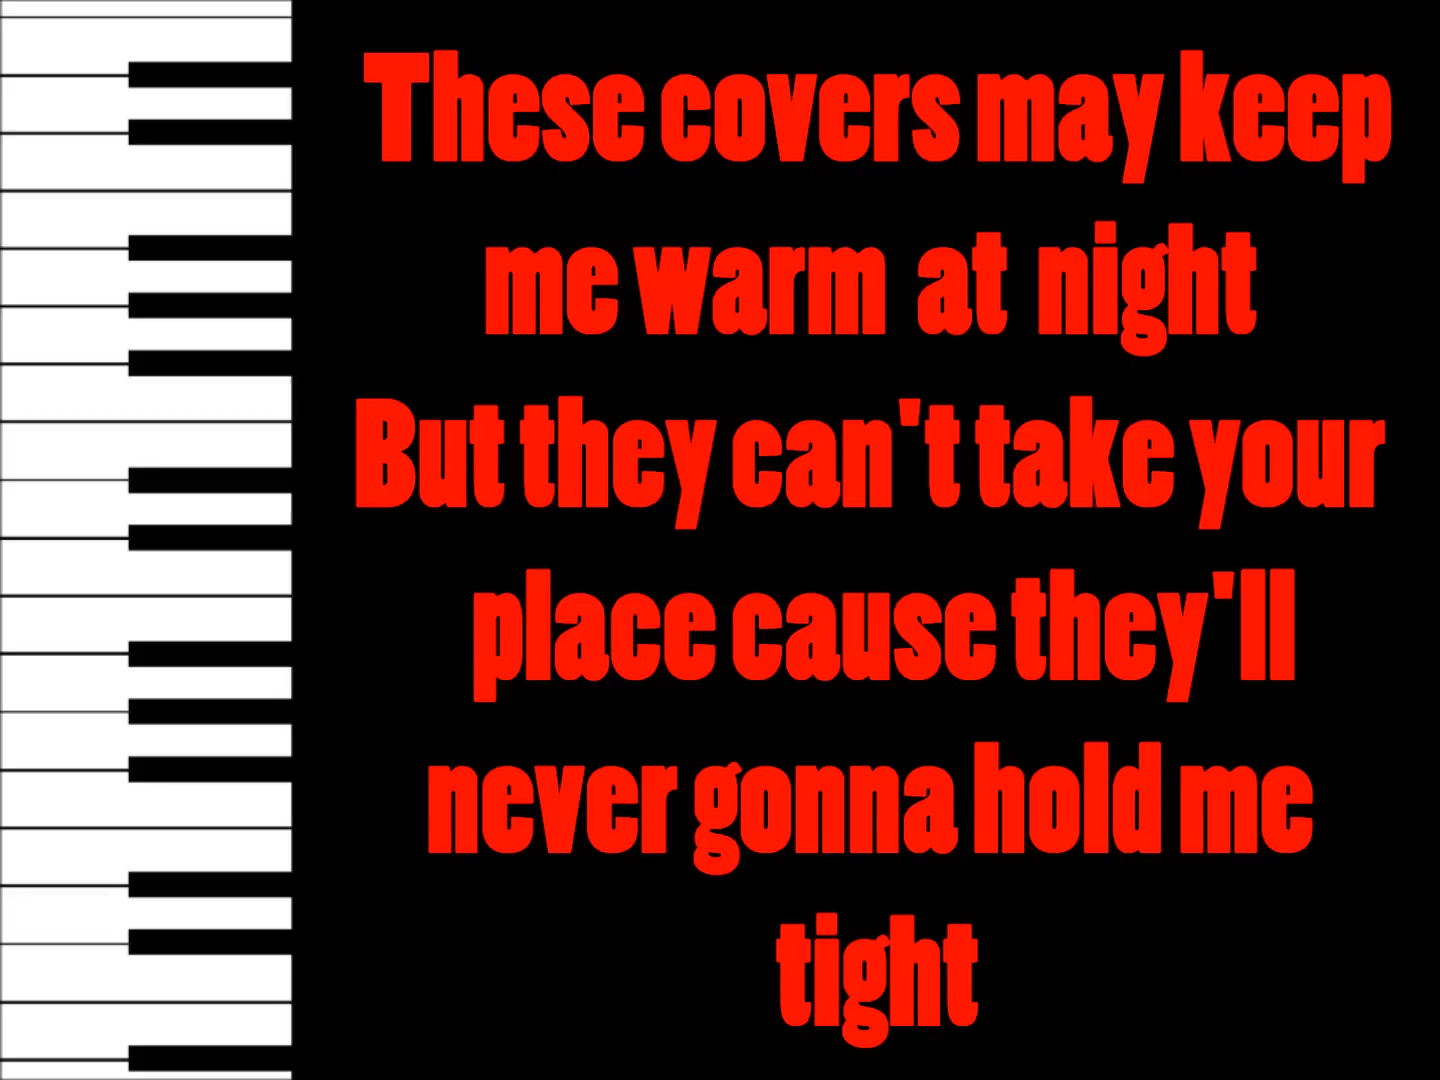 These covers may keep
me warm at night
But they can't take your
place cause they'll
never gonna hold me
tight